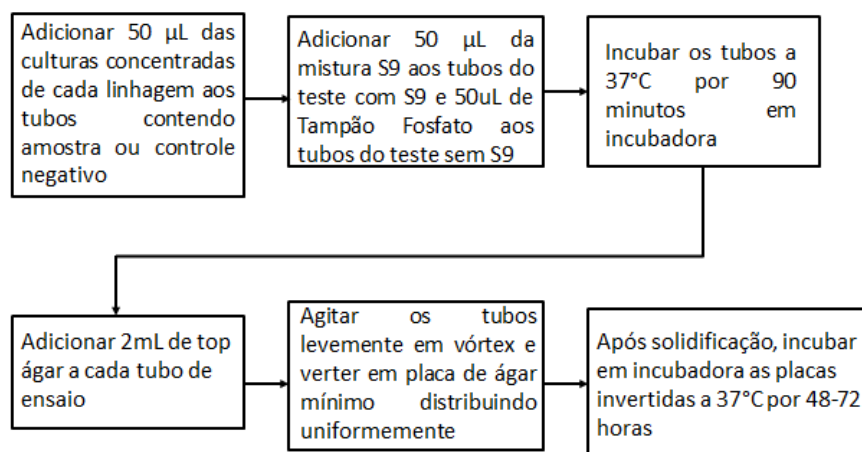 Adicionar 50 µL das
culturas concentradas
de cada linhagem aos
tubos contendo
amostra ou controle
negativo
Adicionar 50 µL da
mistura S9 aos tubos do
teste com S9 e 50uL de
Tampão Fosfato aos
tubos do teste sem S9
Incubar os tubos a
37°C por 90
minutos em
incubadora
Adicionar 2mL de top
ágar a cada tubo de
ensaio
Agitar os tubos
levemente em vórtex e
verter em placa de ágar
mínimo distribuindo
uniformemente
Após solidificação, incubar
em incubadora as placas
invertidas a 37°C por 48-72
horas